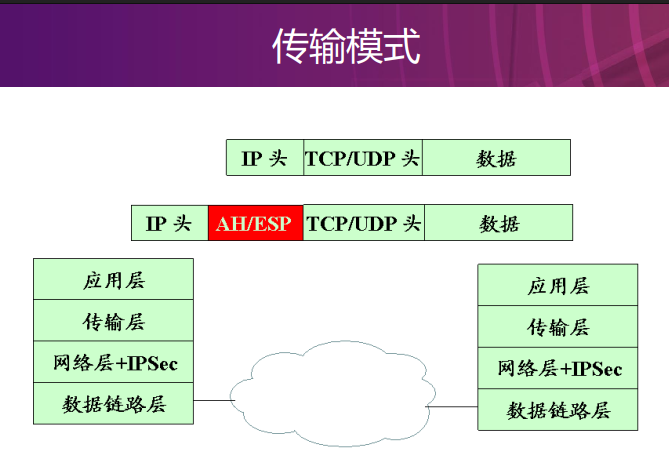 传输模式
IP 头 TCP/UDP 头 数据
IP 头 AH/ESP TCP/UDP 头 数据
应用层
传输层
网络层+IPSec
数据链路层
应用层
传输层
网络层+IPSec
数据链路层